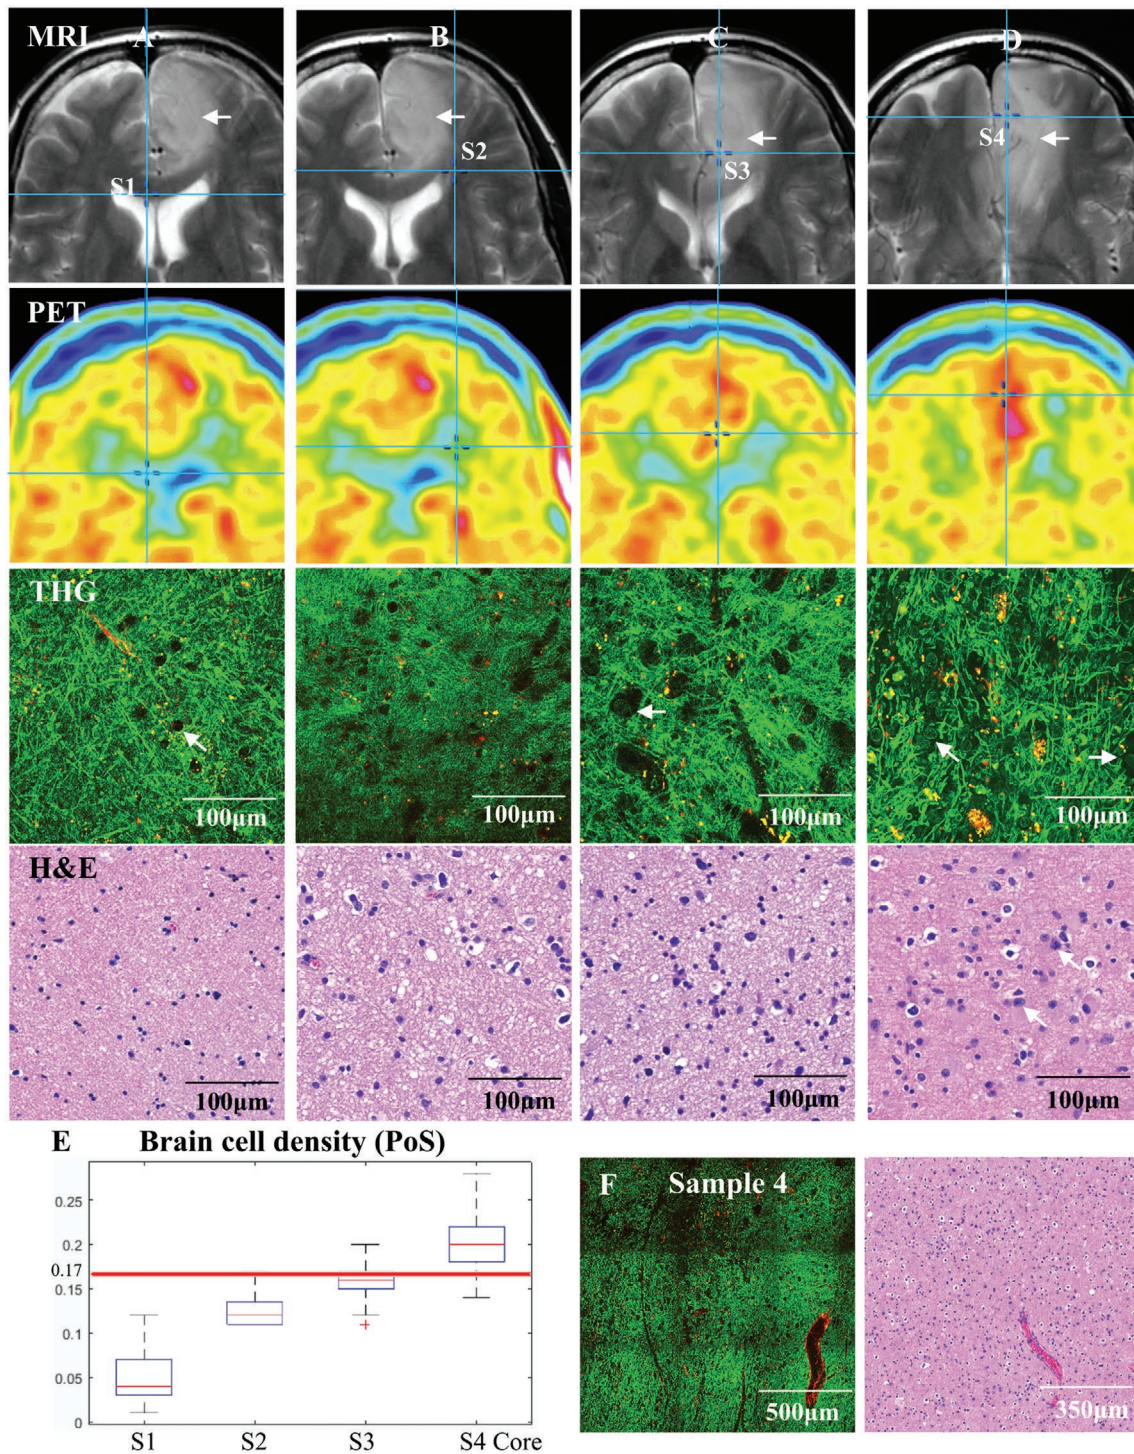 MRI A B C D
S1 S2 S3 S4
PET
THG
100µm 100µm 100µm 100µm
H&E
100µm 100µm 100µm 100µm
E Brain cell density (PoS)
0.25
0.2
0.17
0.15
0.1
0.05
0
S1 S2 S3 S4 Core
F Sample 4
500µm 350µm